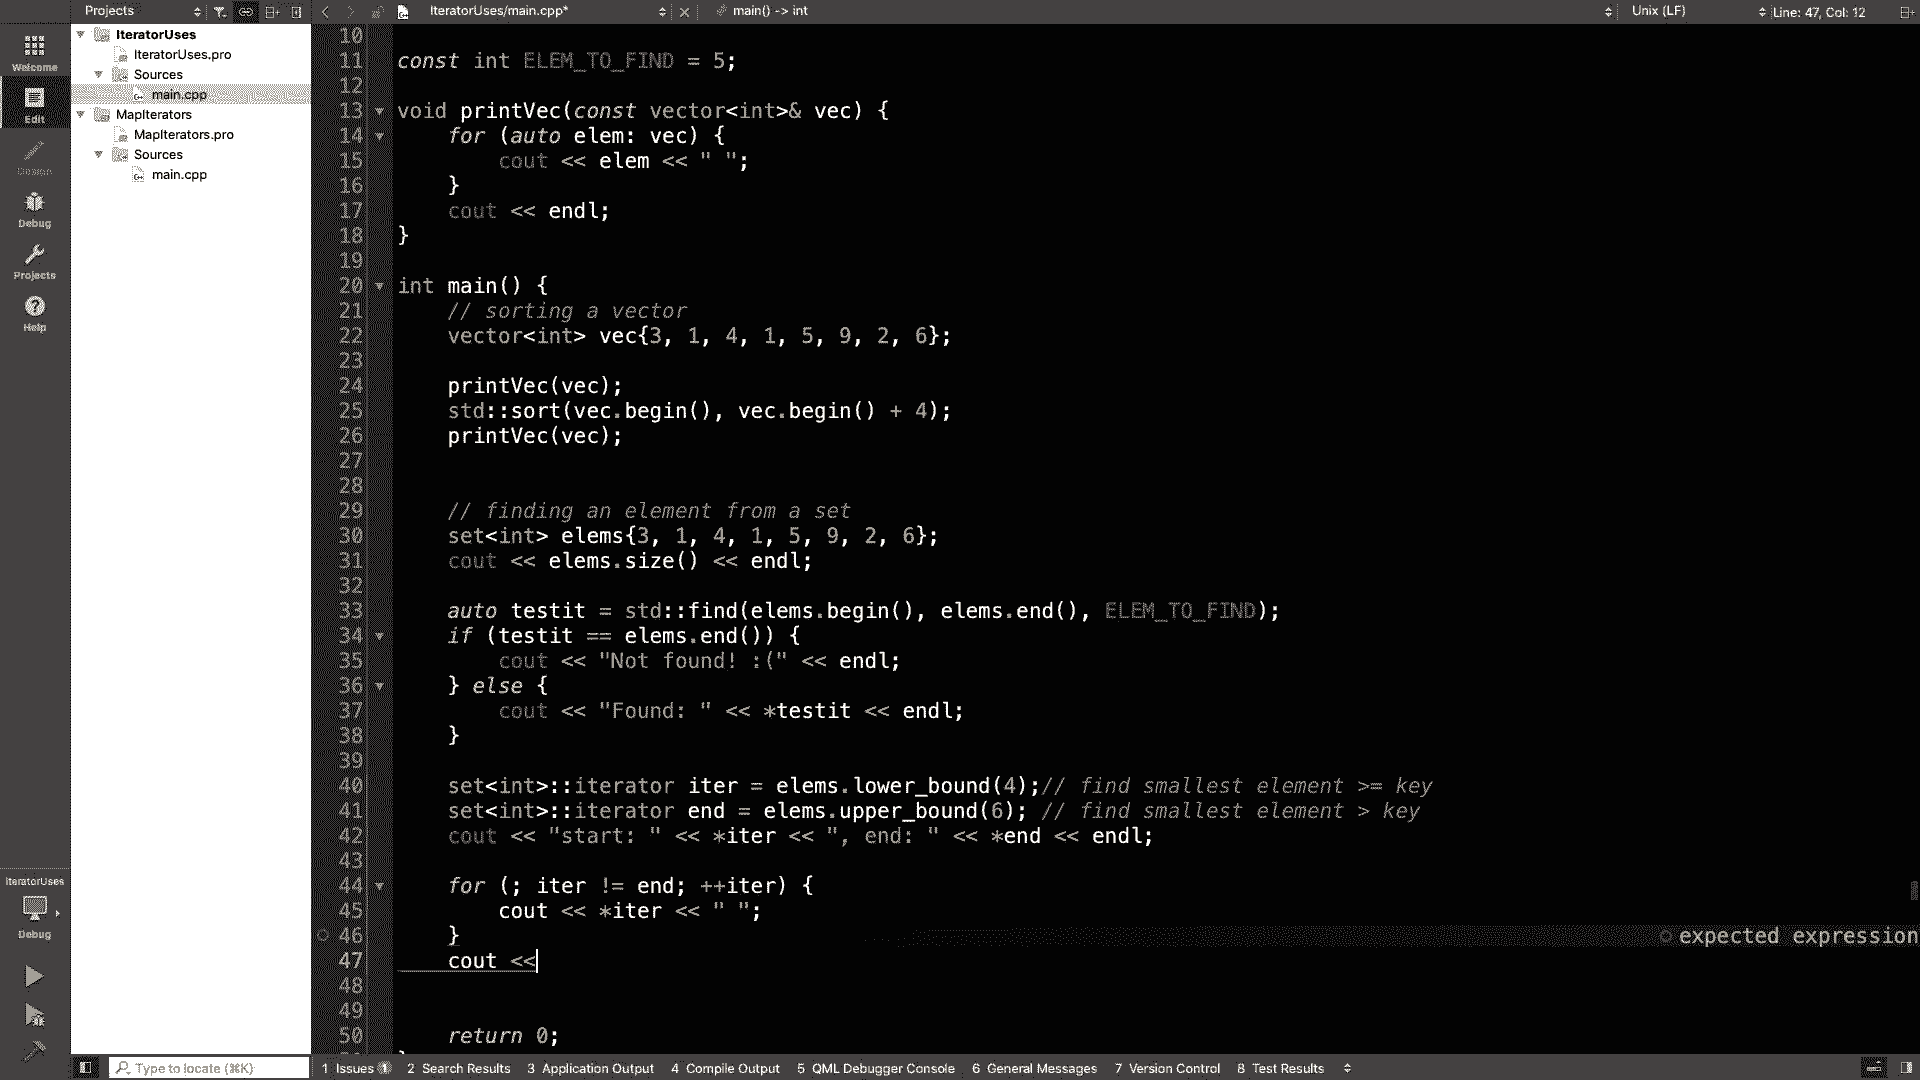 Projects
IteratorUses/main.cpp*
main() -> int
Unix (LF)
Line: 47, Col: 12
Welcome
Edit
Design
Debug
Projects
Help
IteratorUses
Debug
IteratorUses
IteratorUses.pro
Sources
main.cpp
MapIterators
MapIterators.pro
Sources
main.cpp
10
11 const int ELEM_TO_FIND = 5;
12
13 void printVec(const vector<int>& vec) {
14     for (auto elem: vec) {
15         cout << elem << " ";
16     }
17     cout << endl;
18 }
19
20 int main() {
21     // sorting a vector
22     vector<int> vec{3, 1, 4, 1, 5, 9, 2, 6};
23
24     printVec(vec);
25     std::sort(vec.begin(), vec.begin() + 4);
26     printVec(vec);
27
28
29     // finding an element from a set
30     set<int> elems{3, 1, 4, 1, 5, 9, 2, 6};
31     cout << elems.size() << endl;
32
33     auto testit = std::find(elems.begin(), elems.end(), ELEM_TO_FIND);
34     if (testit == elems.end()) {
35         cout << "Not found! :(" << endl;
36     } else {
37         cout << "Found: " << *testit << endl;
38     }
39
40     set<int>::iterator iter = elems.lower_bound(4);// find smallest element >= key
41     set<int>::iterator end = elems.upper_bound(6); // find smallest element > key
42     cout << "start: " << *iter << ", end: " << *end << endl;
43
44     for (; iter != end; ++iter) {
45         cout << *iter << " ";
46     }
expected expression
47     cout <<
48
49
50     return 0;
Type to locate (⌘K)
1 Issues 1
2 Search Results
3 Application Output
4 Compile Output
5 QML Debugger Console
6 General Messages
7 Version Control
8 Test Results